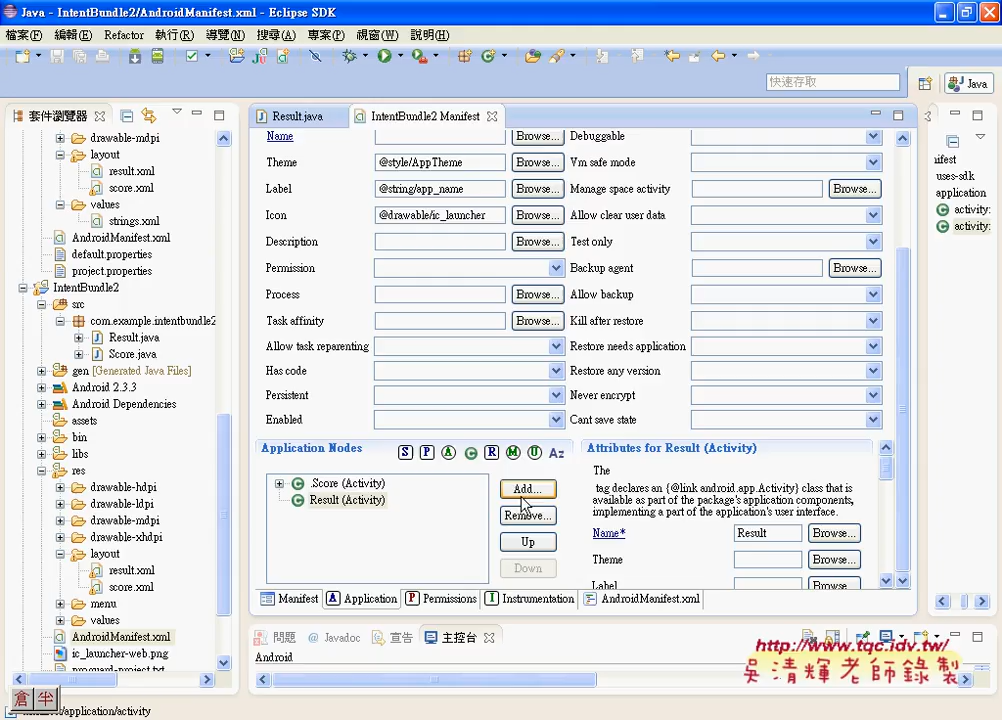 Java - IntentBundle2/AndroidManifest.xml - Eclipse SDK
檔案(F) 編輯(E) Refactor 執行(R) 導覽(N) 搜尋(A) 專案(P) 視窗(W) 說明(H)
快速存取
Java
套件瀏覽器
drawable-mdpi
layout
result.xml
score.xml
values
strings.xml
AndroidManifest.xml
default.properties
project.properties
IntentBundle2
src
com.example.intentbundle2
Result.java
Score.java
gen [Generated Java Files]
Android 2.3.3
Android Dependencies
assets
bin
libs
res
drawable-hdpi
drawable-ldpi
drawable-mdpi
drawable-xhdpi
layout
result.xml
score.xml
menu
values
AndroidManifest.xml
ic_launcher-web.png
proguard-project.txt
Result.java
IntentBundle2 Manifest
Name Browse... Debuggable
Theme @style/AppTheme Browse... Vm safe mode
Label @string/app_name Browse... Manage space activity Browse...
Icon @drawable/ic_launcher Browse... Allow clear user data
Description Browse... Test only
Permission Backup agent Browse...
Process Browse... Allow backup
Task affinity Browse... Kill after restore
Allow task reparenting Restore needs application
Has code Restore any version
Persistent Never encrypt
Enabled Cant save state
Application Nodes S P A C R M U Az
.Score (Activity)
Result (Activity)
Add...
Remove...
Up
Down
Attributes for Result (Activity)
The
tag declares an {@link android.app.Activity} class that is
available as part of the package's application components,
implementing a part of the application's user interface.
Name* Result Browse...
Theme Browse...
Label Browse...
Manifest Application Permissions Instrumentation AndroidManifest.xml
ifest
uses-sdk
application
activity:
activity:
問題 Javadoc 宣告 主控台
Android
http://www.tqc.idv.tw/
吳清輝老師錄製
倉 半
/application/activity